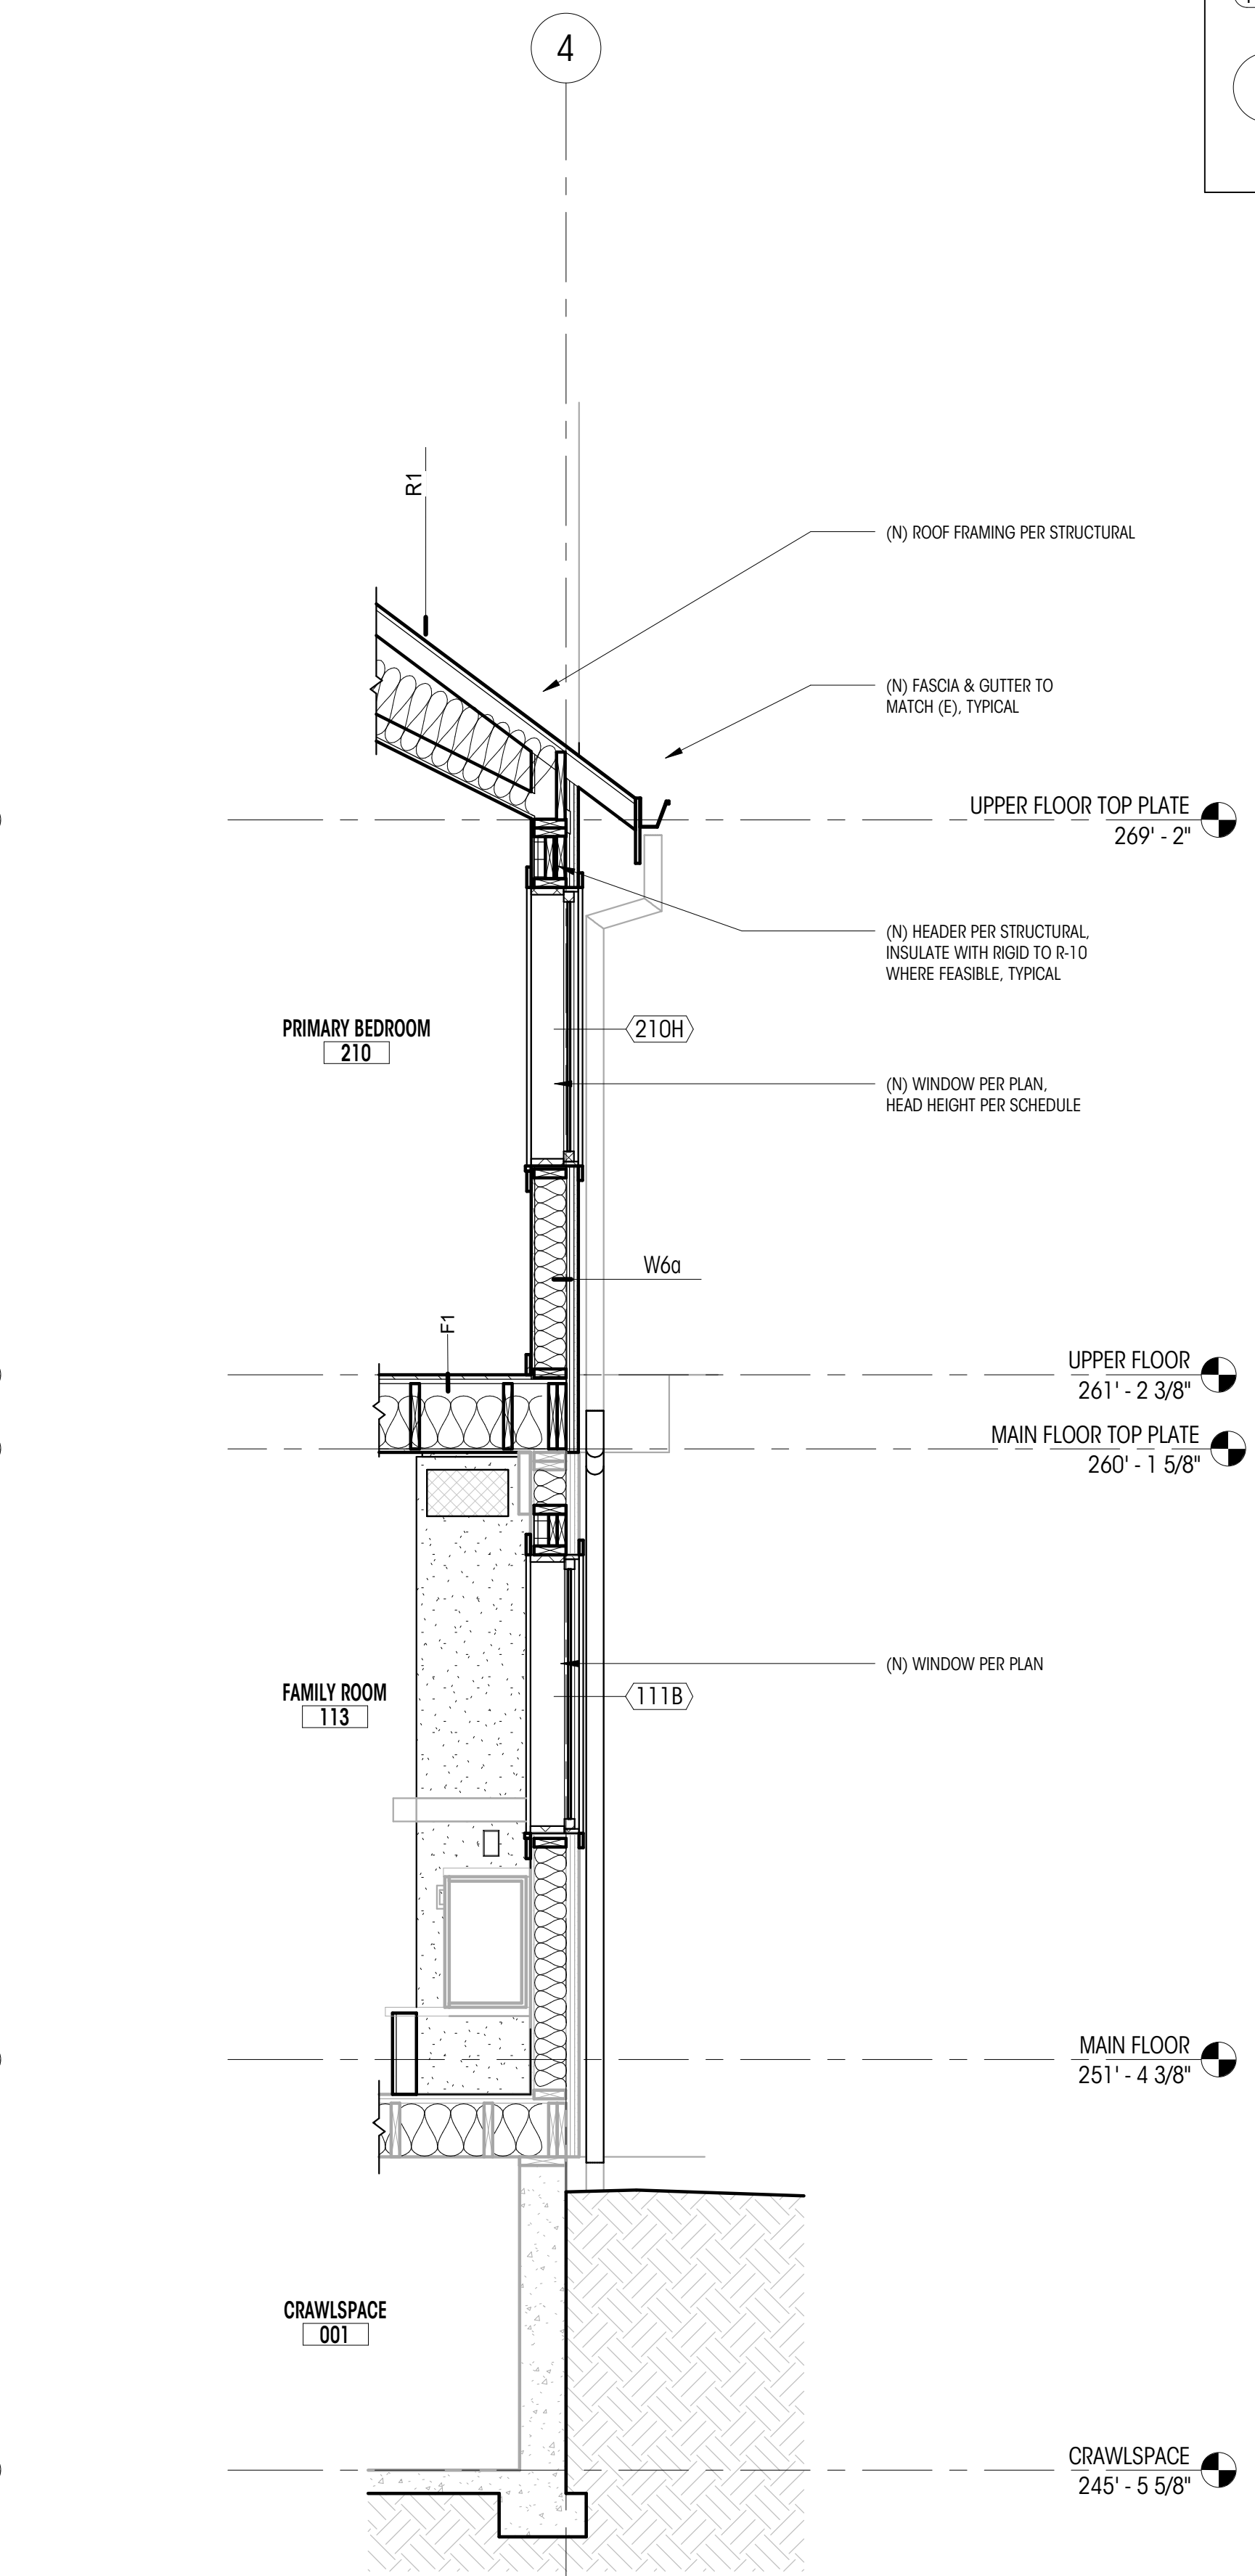 4
R1
(N) ROOF FRAMING PER STRUCTURAL
(N) FASCIA & GUTTER TO
MATCH (E), TYPICAL
UPPER FLOOR TOP PLATE
269' - 2"
(N) HEADER PER STRUCTURAL,
INSULATE WITH RIGID TO R-10
WHERE FEASIBLE, TYPICAL
PRIMARY BEDROOM
210
210H
(N) WINDOW PER PLAN,
HEAD HEIGHT PER SCHEDULE
W6a
F1
UPPER FLOOR
261' - 2 3/8"
MAIN FLOOR TOP PLATE
260' - 1 5/8"
(N) WINDOW PER PLAN
FAMILY ROOM
113
111B
MAIN FLOOR
251' - 4 3/8"
CRAWLSPACE
001
CRAWLSPACE
245' - 5 5/8"